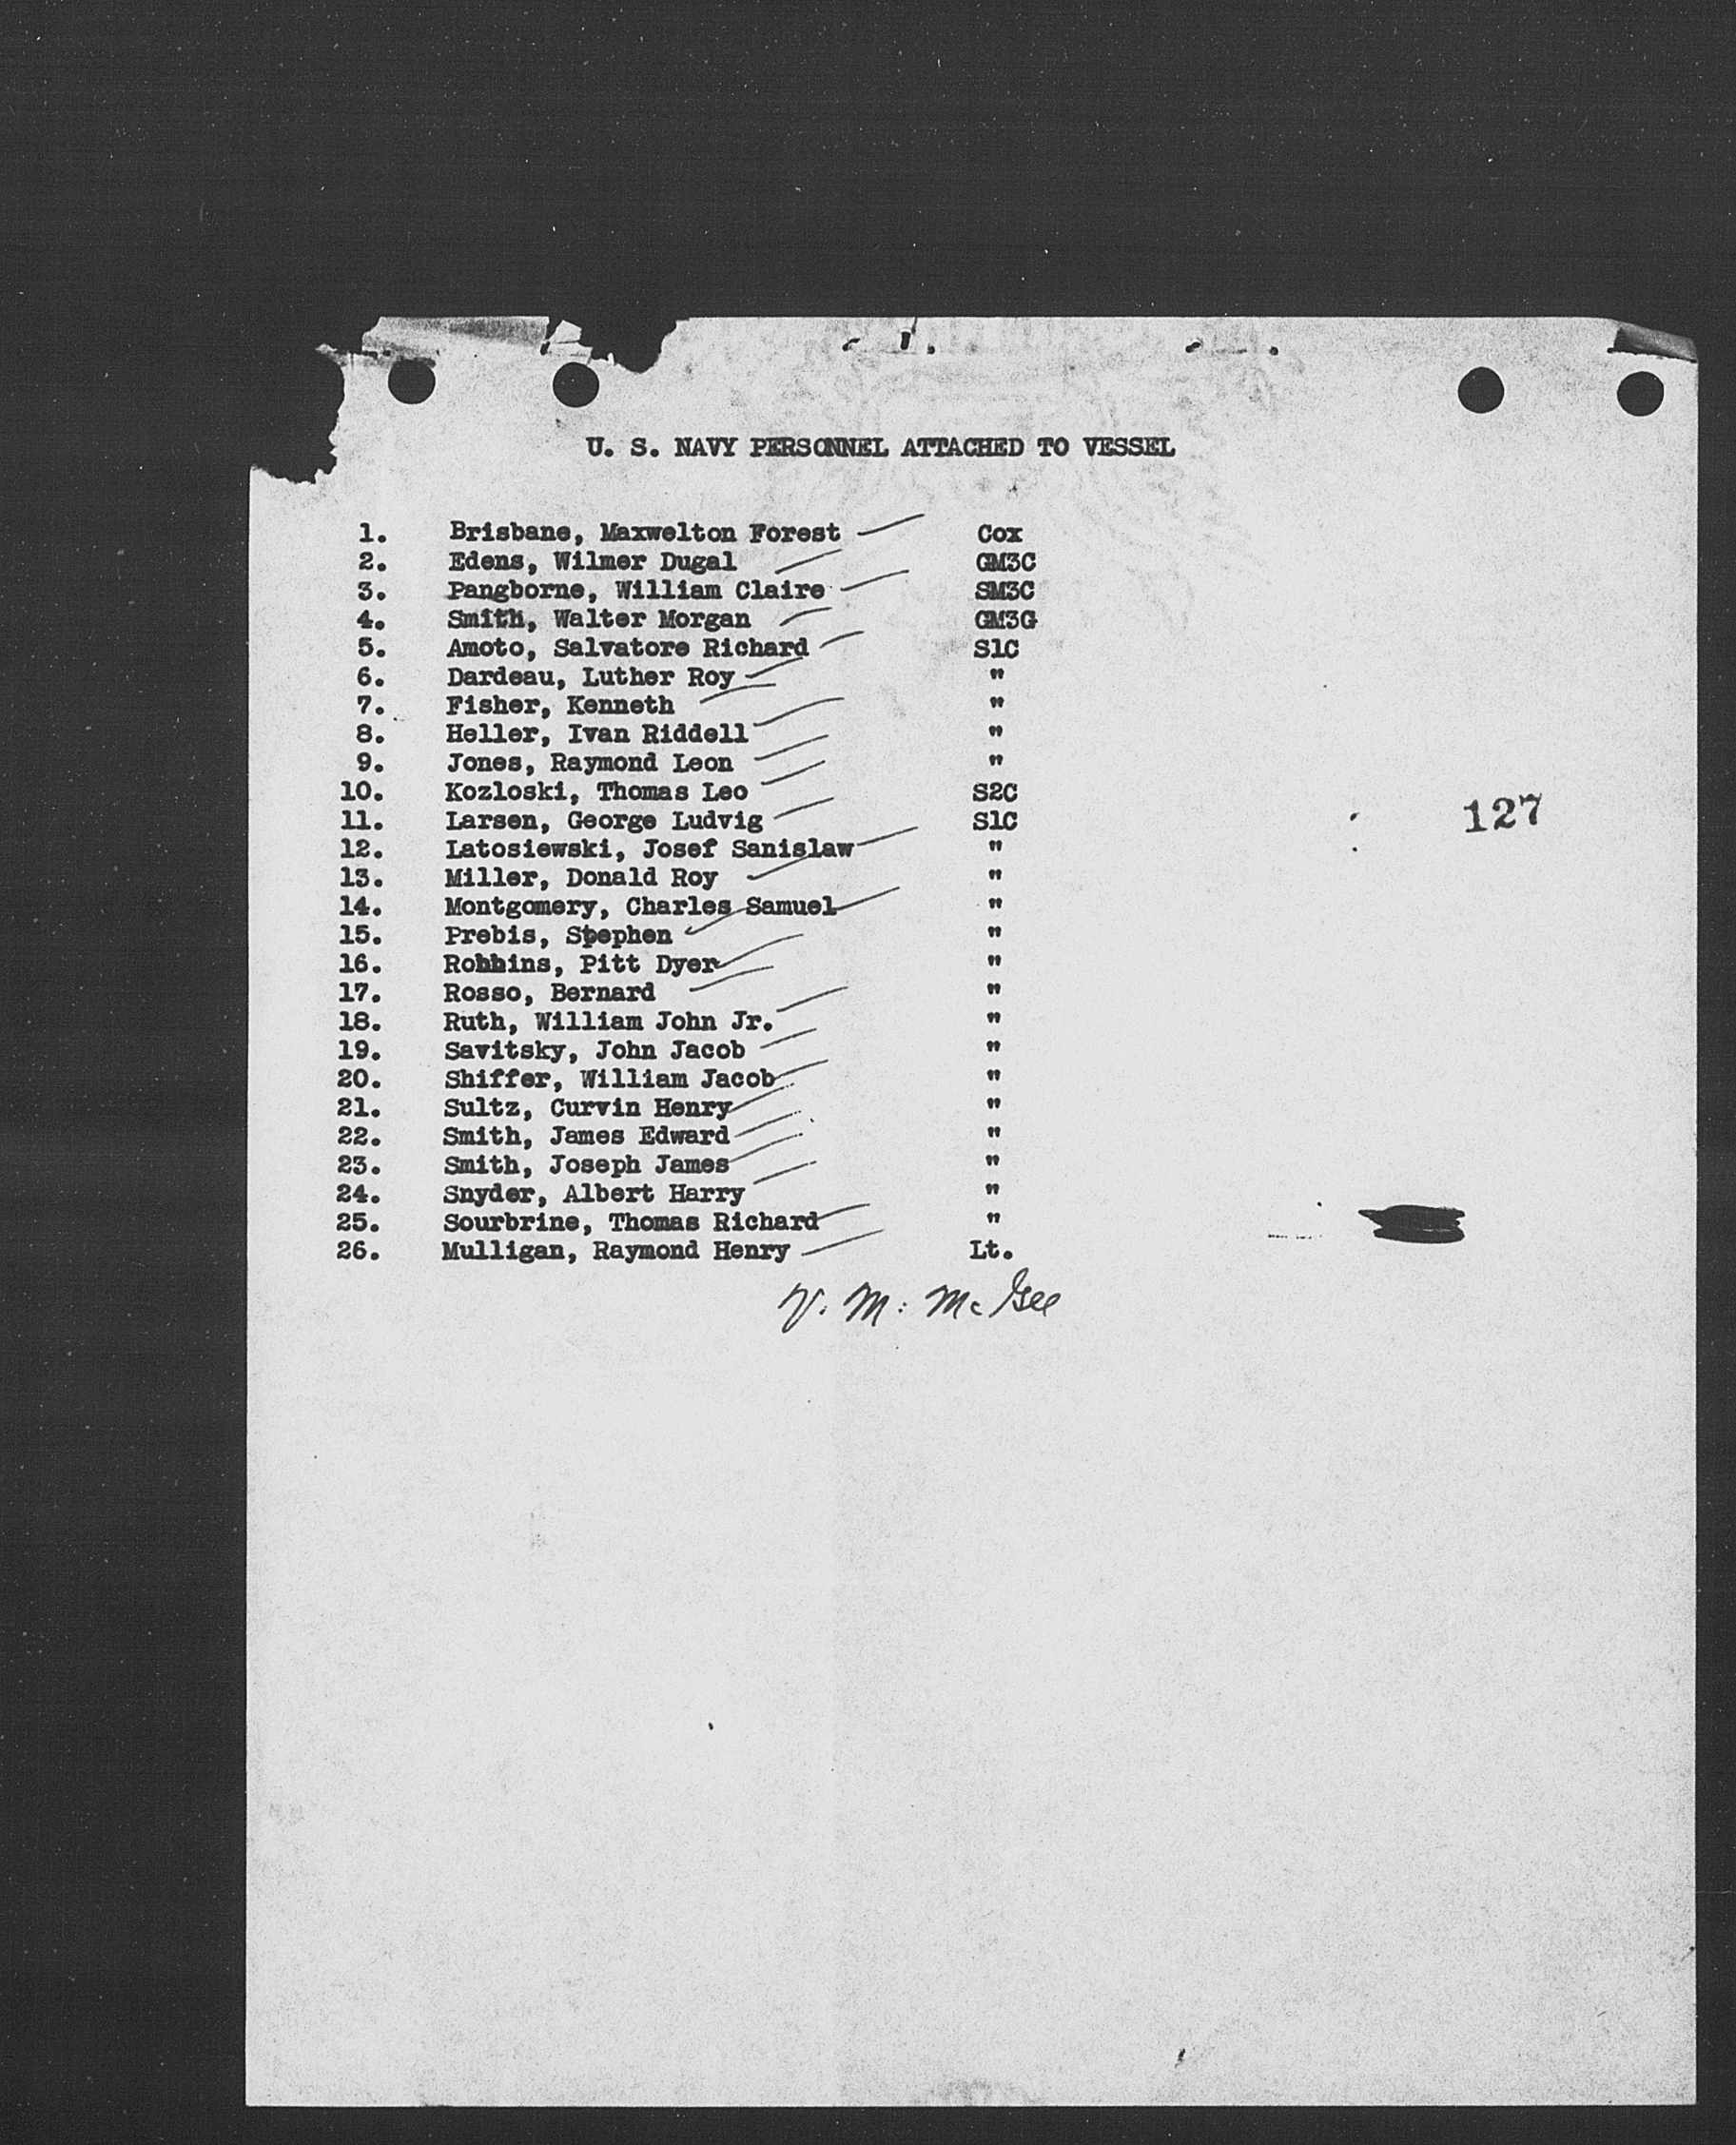 U. S. NAVY PERSONNEL ATTACHED TO VESSEL
1. Brisbane, Maxwelton Forest Cox
2. Edens, Wilmer Dugal GM3C
3. Pangborne, William Claire SM3C
4. Smith, Walter Morgan GM3G
5. Amoto, Salvatore Richard S1C
6. Dardeau, Luther Roy "
7. Fisher, Kenneth "
8. Heller, Ivan Riddell "
9. Jones, Raymond Leon "
10. Kozloski, Thomas Leo S2C
127
11. Larsen, George Ludvig S1C
12. Latosiewski, Josef Sanislaw "
13. Miller, Donald Roy "
14. Montgomery, Charles Samuel "
15. Prebis, Stephen "
16. Robbins, Pitt Dyer "
17. Rosso, Bernard "
18. Ruth, William John Jr. "
19. Savitsky, John Jacob "
20. Shiffer, William Jacob "
21. Sultz, Curvin Henry "
22. Smith, James Edward "
23. Smith, Joseph James "
24. Snyder, Albert Harry "
25. Sourbrine, Thomas Richard "
26. Mulligan, Raymond Henry Lt.
V. M. McGee